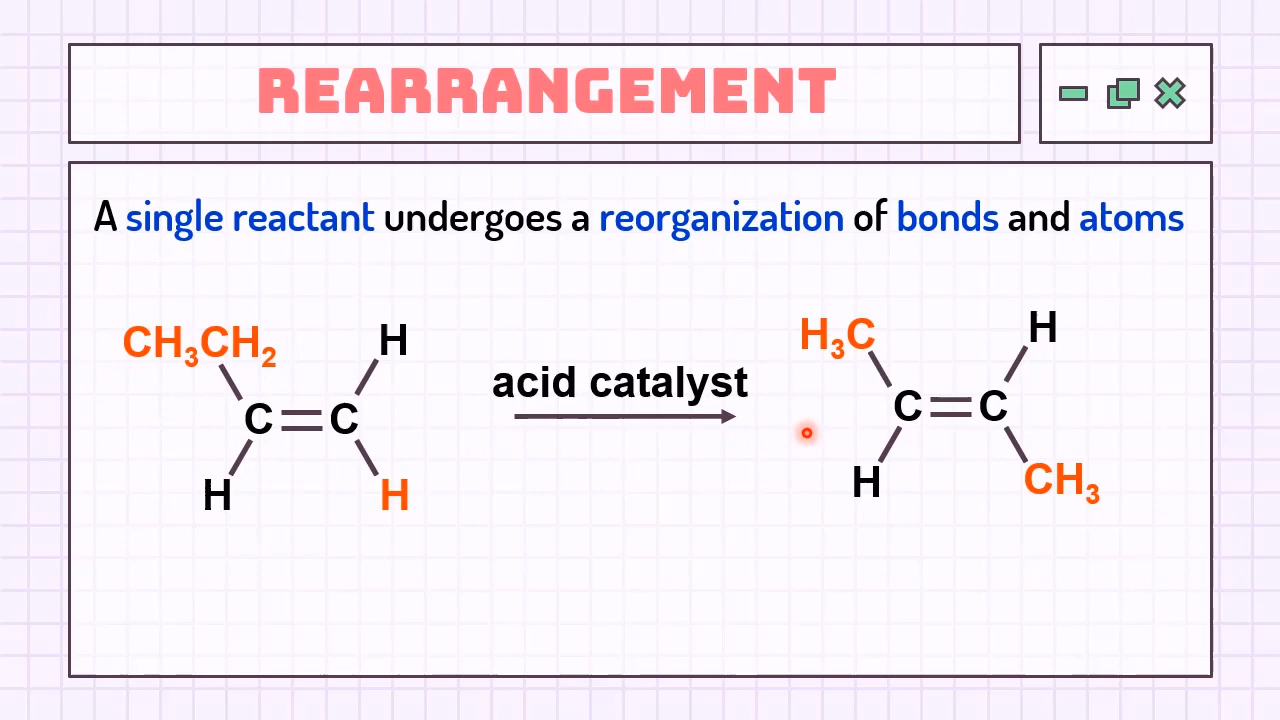 REARRANGEMENT
A single reactant undergoes a reorganization of bonds and atoms
CH₃CH₂ H
C=C
H H
acid catalyst
H₃C H
C=C
H CH₃